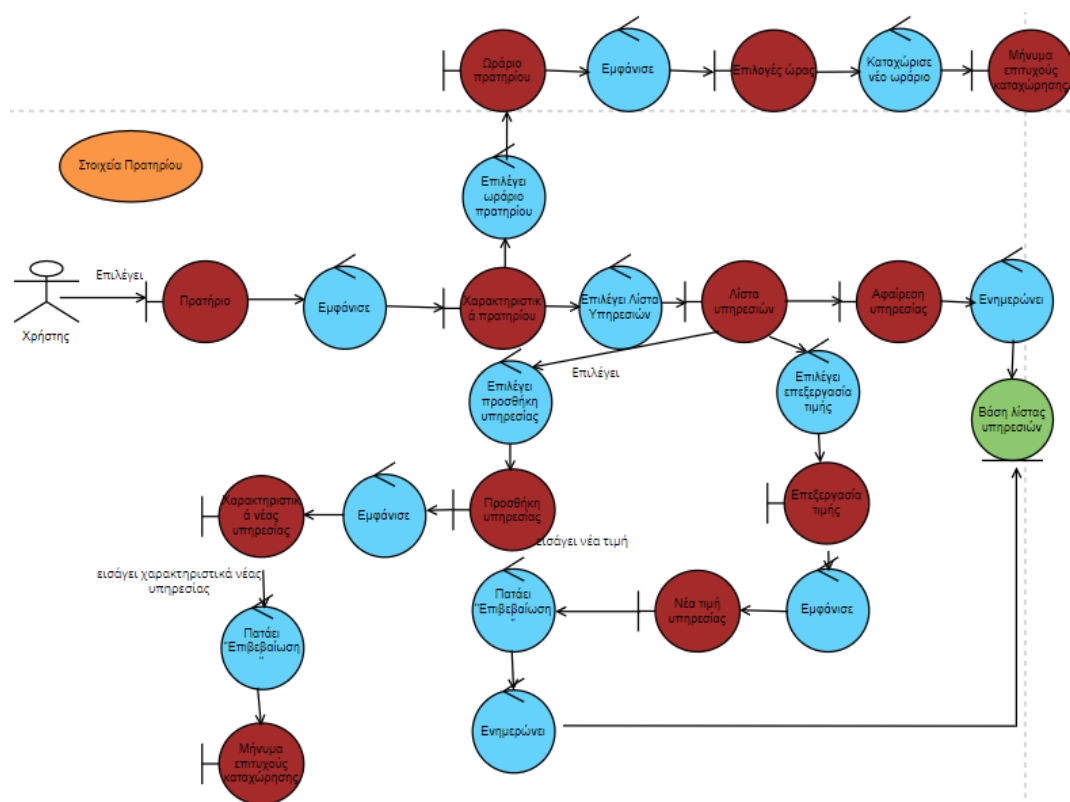 Ωράριο
πρατηρίου
Εμφάνισε
Επιλογές ώρας
Καταχώρισε
νέο ωράριο
Μήνυμα
επιτυχούς
καταχώρησης
Στοιχεία Πρατηρίου
Επιλέγει
ωράριο
πρατηρίου
Χρήστης
Επιλέγει
Πρατήριο
Εμφάνισε
Χαρακτηριστικ
ά πρατηρίου
Επιλέγει Λίστα
Υπηρεσιών
Λίστα
υπηρεσιών
Αφαίρεση
υπηρεσίας
Ενημερώνει
Επιλέγει
Επιλέγει
προσθήκη
υπηρεσίας
Επιλέγει
επεξεργασία
τιμής
Βάση λίστας
υπηρεσιών
Χαρακτηριστικ
ά νέας
υπηρεσίας
Εμφάνισε
Προσθήκη
υπηρεσίας
Επεξεργασία
τιμής
εισάγει νέα τιμή
εισάγει χαρακτηριστικά νέας
υπηρεσίας
Πατάει
"Επιβεβαίωση
"
Νέα τιμή
υπηρεσίας
Εμφάνισε
Πατάει
"Επιβεβαίωση
"
Ενημερώνει
Μήνυμα
επιτυχούς
καταχώρησης